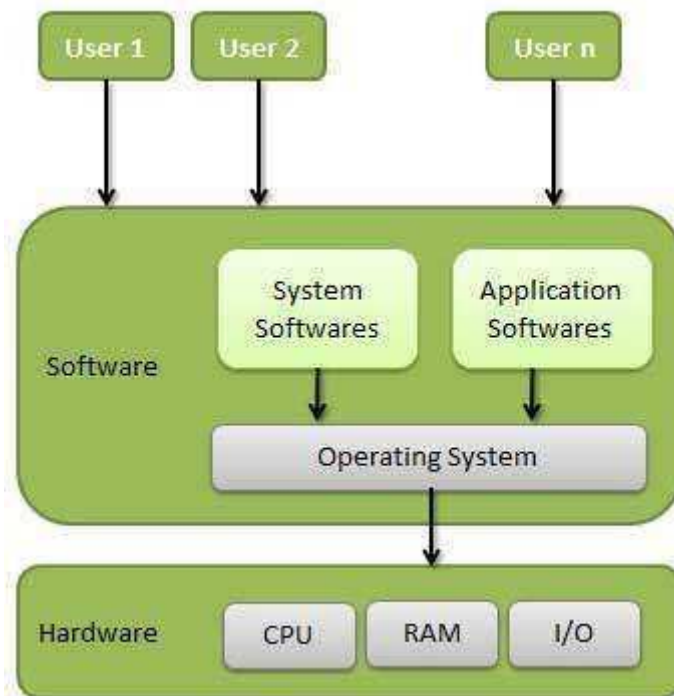 User 1
User 2
User n
System
Softwares
Application
Softwares
Software
Operating System
Hardware
CPU
RAM
I/O